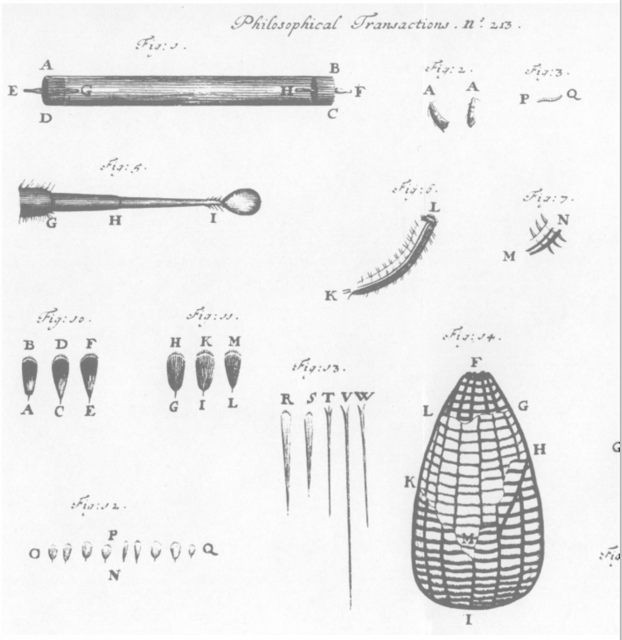 Philosophical Transactions. n.º 213.
Fig: 1.
Fig: 2.
Fig: 3.
A B
E G H F
D C
A A
P Q
Fig: 5.
G H I
Fig: 6.
L
K
Fig: 7.
N
M
Fig: 10.
B D F
A C E
Fig: 11.
H K M
G I L
Fig: 13.
R S T V W
Fig: 14.
F
L G
H
K
M
I
G
Fig: 12.
P
O Q
N
Fig